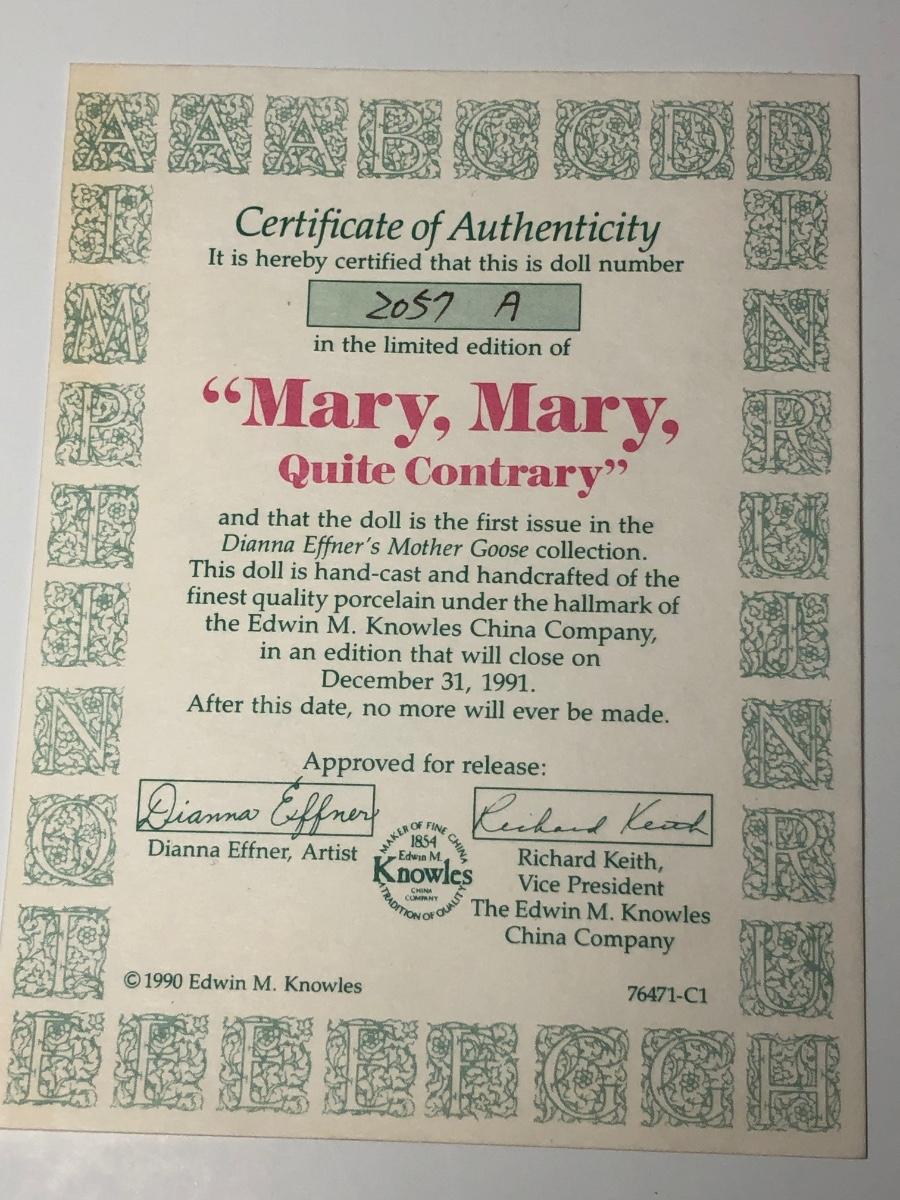 A A A B C C D D
I I
M N
P R
T U
I J
N N
Q R
T U
E E E E F G G H
Certificate of Authenticity
It is hereby certified that this is doll number
2057 A
in the limited edition of
“Mary, Mary,
Quite Contrary”
and that the doll is the first issue in the
Dianna Effner's Mother Goose collection.
This doll is hand-cast and handcrafted of the
finest quality porcelain under the hallmark of
the Edwin M. Knowles China Company,
in an edition that will close on
December 31, 1991.
After this date, no more will ever be made.
Approved for release:
Dianna Effner
Dianna Effner, Artist
MAKER OF FINE CHINA
1854
Edwin M.
Knowles
CHINA
COMPANY
A TRADITION OF QUALITY
Richard Keith
Richard Keith,
Vice President
The Edwin M. Knowles
China Company
©1990 Edwin M. Knowles
76471-C1